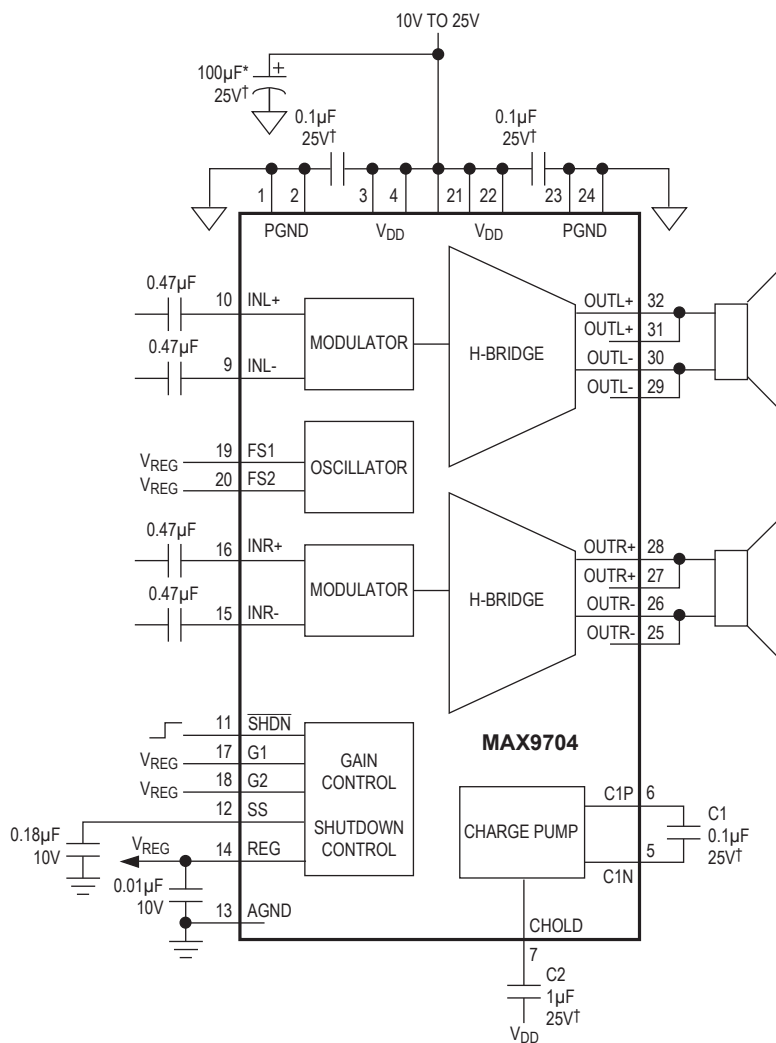 10V TO 25V
100µF*
25V†
+
0.1µF
25V†
0.1µF
25V†
1 2 3 4 21 22 23 24
PGND VDD VDD PGND
0.47µF
10 INL+
MODULATOR
0.47µF
9 INL-
H-BRIDGE
OUTL+ 32
OUTL+ 31
OUTL- 30
OUTL- 29
VREG 19 FS1
VREG 20 FS2
OSCILLATOR
0.47µF
16 INR+
MODULATOR
0.47µF
15 INR-
H-BRIDGE
OUTR+ 28
OUTR+ 27
OUTR- 26
OUTR- 25
11 SHDN
VREG 17 G1
VREG 18 G2
12 SS
GAIN
CONTROL
SHUTDOWN
CONTROL
0.18µF
10V
VREG
14 REG
0.01µF
10V
13 AGND
MAX9704
CHARGE PUMP
C1P 6
C1N 5
C1
0.1µF
25V†
CHOLD
7
C2
1µF
25V†
VDD